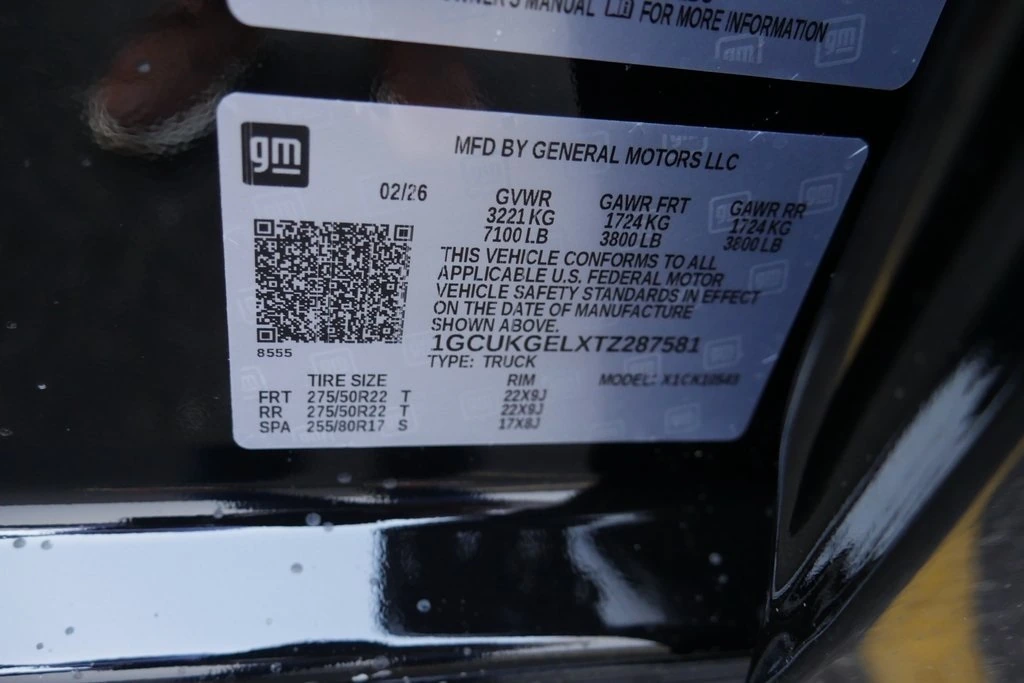 OWNER'S MANUAL FOR MORE INFORMATION
gm
MFD BY GENERAL MOTORS LLC
02/26
GVWR GAWR FRT GAWR RR
3221 KG 1724 KG 1724 KG
7100 LB 3800 LB 3800 LB
THIS VEHICLE CONFORMS TO ALL
APPLICABLE U.S. FEDERAL MOTOR
VEHICLE SAFETY STANDARDS IN EFFECT
ON THE DATE OF MANUFACTURE
SHOWN ABOVE.
1GCUKGELXTZ287581
8555
TYPE: TRUCK
TIRE SIZE RIM MODEL:
FRT 275/50R22 T 22X9J
RR 275/50R22 T 22X9J
SPA 255/80R17 S 17X8J